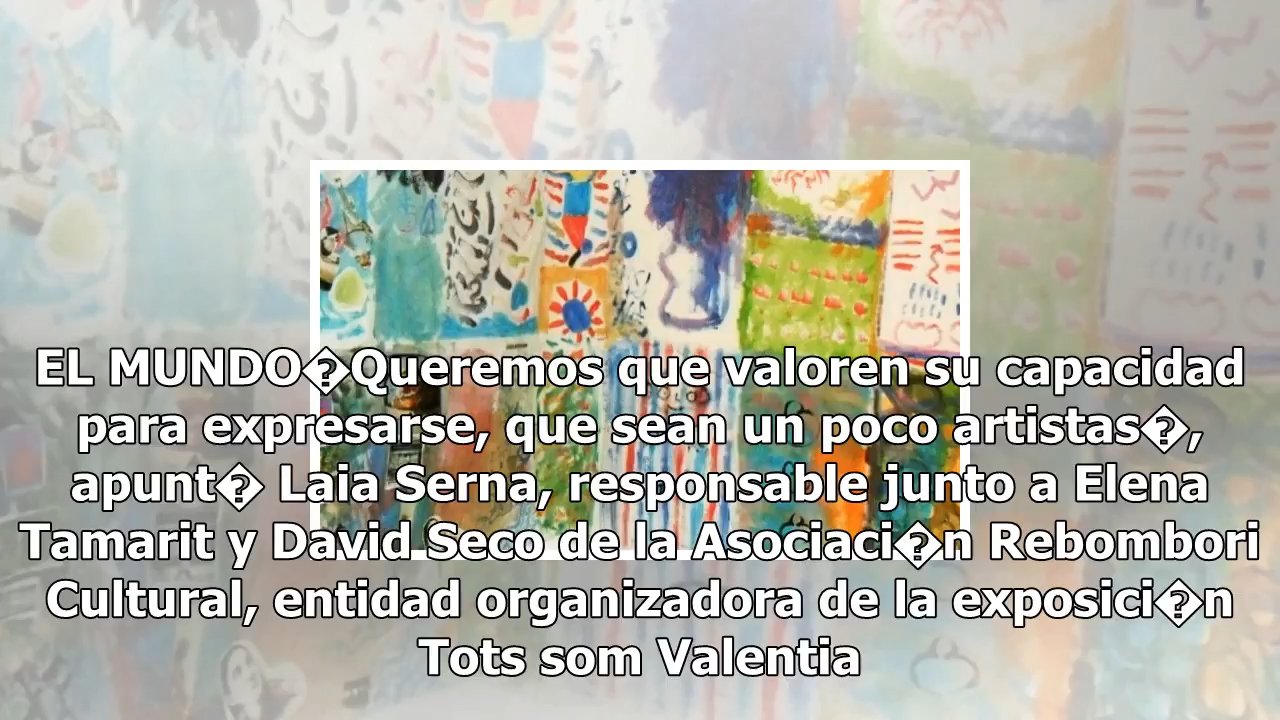 EL MUNDO�Queremos que valoren su capacidad
para expresarse, que sean un poco artistas�,
apunt� Laia Serna, responsable junto a Elena
Tamarit y David Seco de la Asociaci�n Rebombori
Cultural, entidad organizadora de la exposici�n
Tots som Valentia